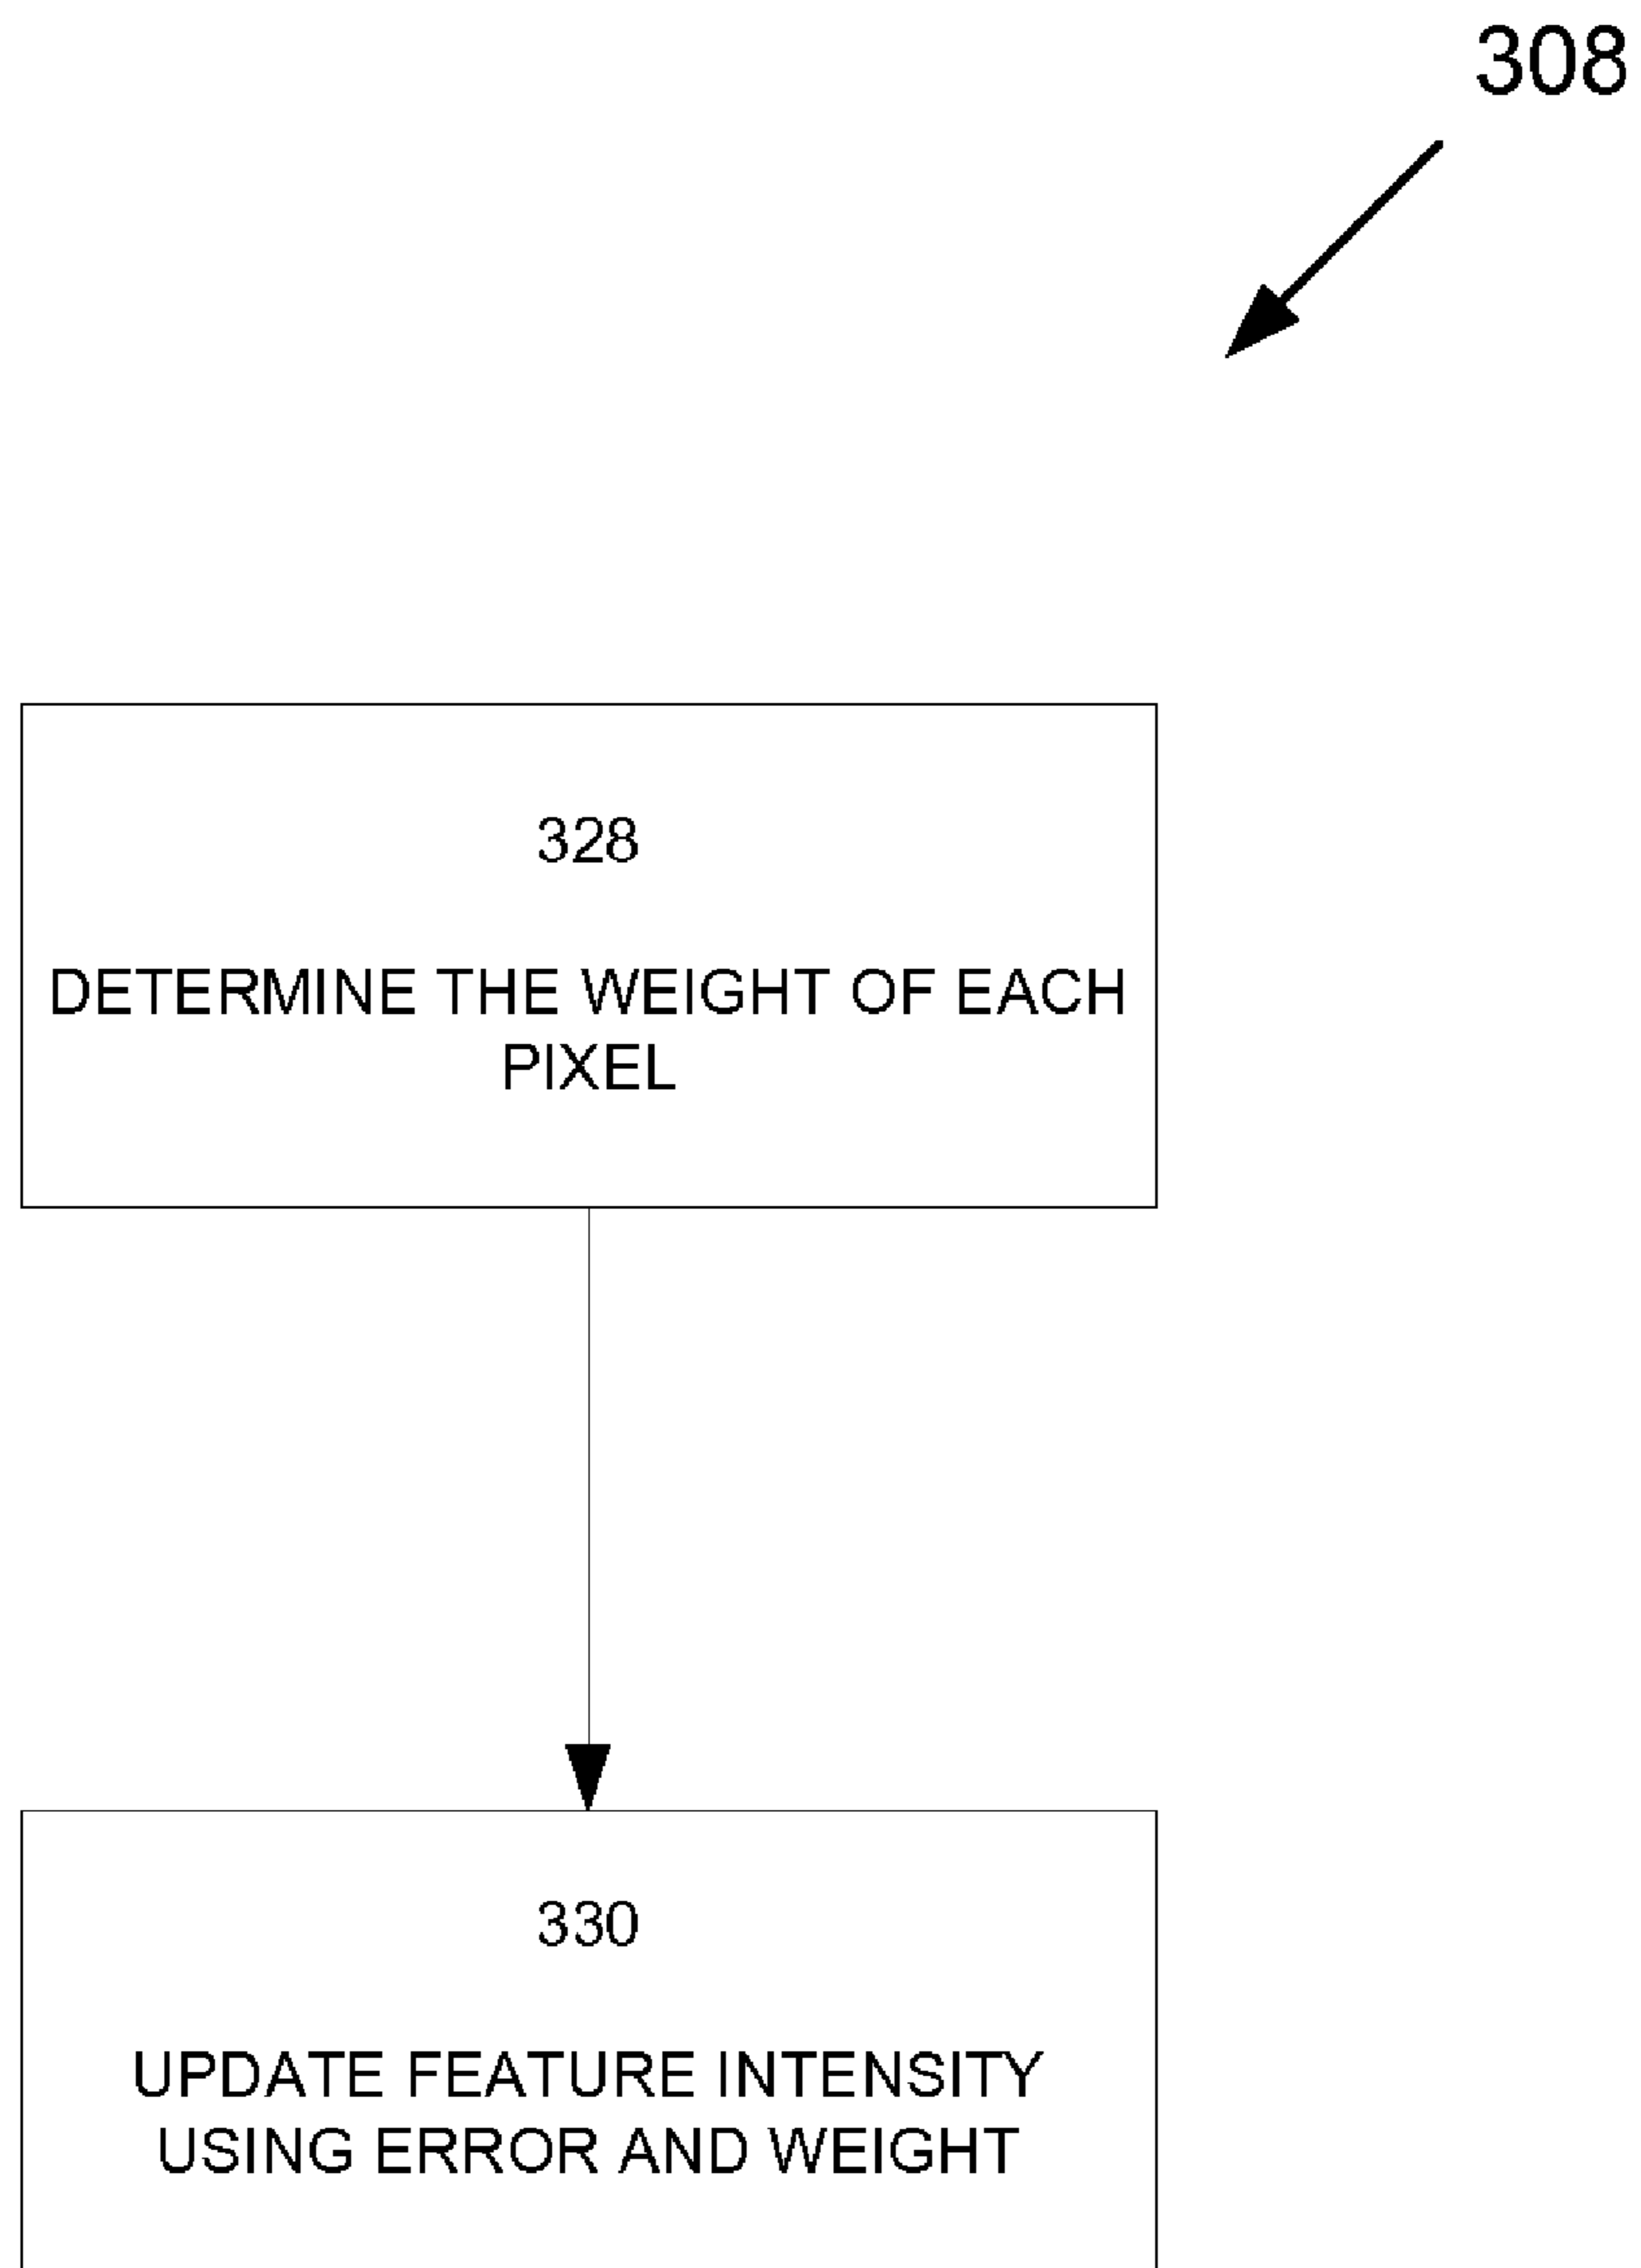 308
328
DETERMINE THE WEIGHT OF EACH
PIXEL
330
UPDATE FEATURE INTENSITY
USING ERROR AND WEIGHT